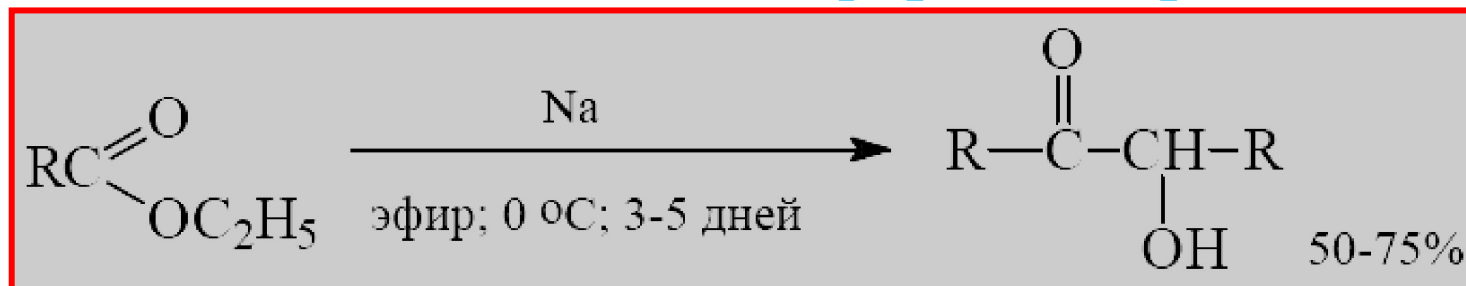 O
Na
O
R—C—CH—R
RC
OC₂H₅
эфир; 0 ºC; 3-5 дней
OH
50-75%